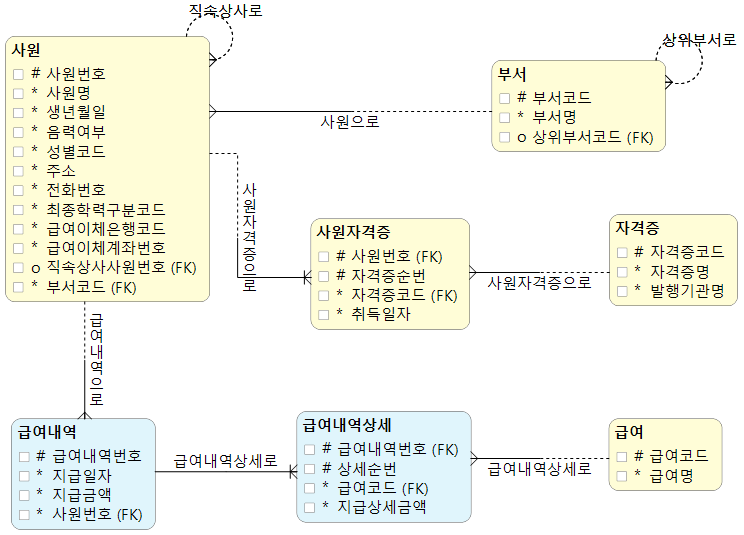 직속상사로
사원
# 사원번호
* 사원명
* 생년월일
* 음력여부
* 성별코드
* 주소
* 전화번호
* 최종학력구분코드
* 급여이체은행코드
* 급여이체계좌번호
o 직속상사사원번호 (FK)
* 부서코드 (FK)
상위부서로
부서
# 부서코드
* 부서명
o 상위부서코드 (FK)
사원으로
사원자격증으로
사원자격증
# 사원번호 (FK)
# 자격증순번
* 자격증코드 (FK)
* 취득일자
사원자격증으로
자격증
# 자격증코드
* 자격증명
* 발행기관명
급여내역으로
급여내역
# 급여내역번호
* 지급일자
* 지급금액
* 사원번호 (FK)
급여내역상세로
급여내역상세
# 급여내역번호 (FK)
# 상세순번
* 급여코드 (FK)
* 지급상세금액
급여내역상세로
급여
# 급여코드
* 급여명